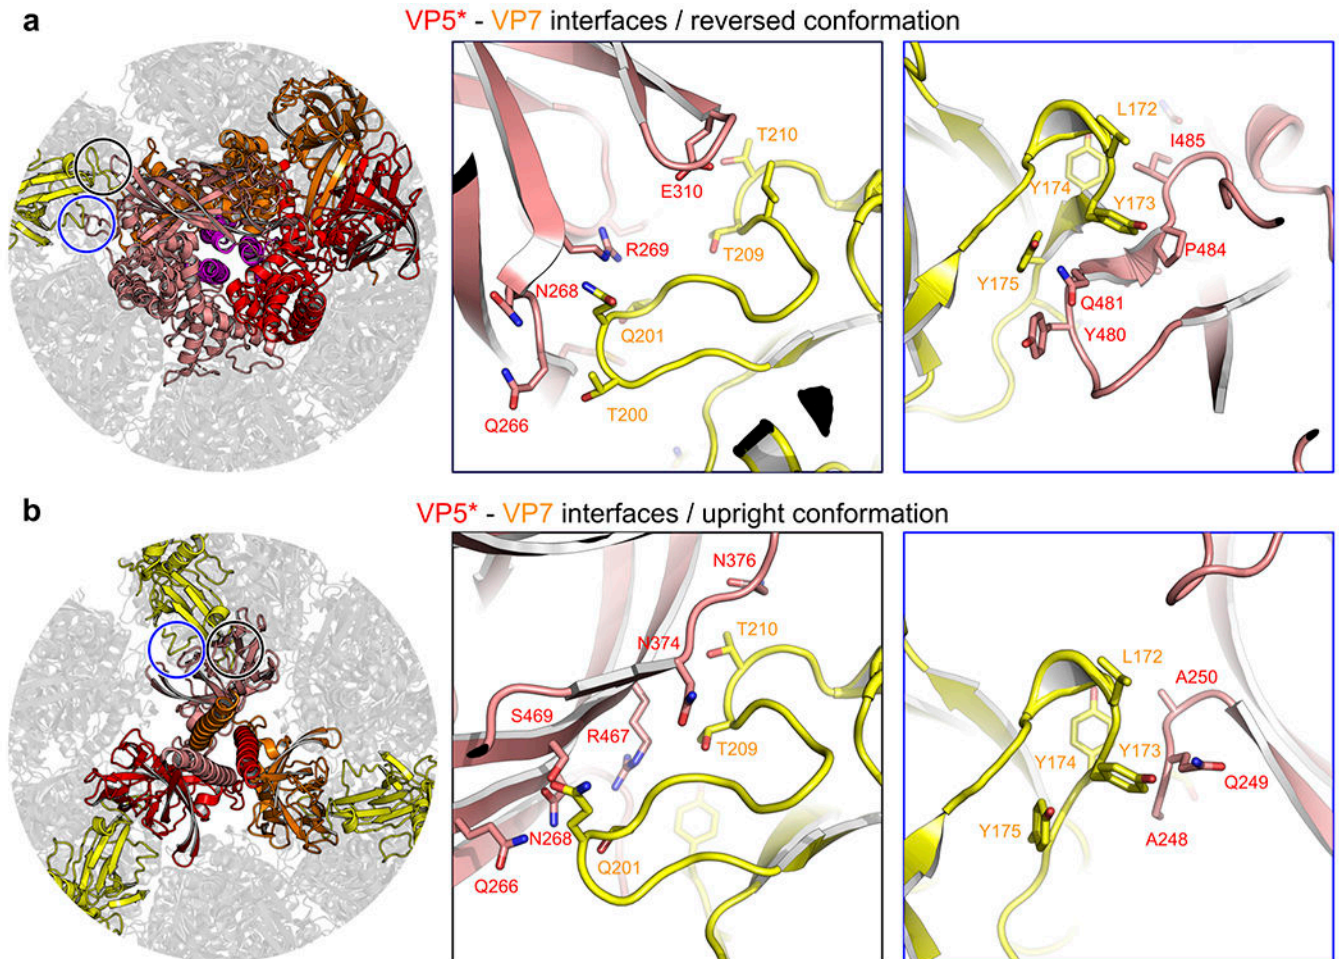 a
VP5* - VP7 interfaces / reversed conformation
T210
E310
R269
T209
N268
Q201
Q266
T200
L172
I485
Y174
Y173
P484
Y175
Q481
Y480
b
VP5* - VP7 interfaces / upright conformation
N376
N374
T210
S469
R467
T209
N268
Q201
Q266
L172
A250
Y174
Y173
Q249
Y175
A248